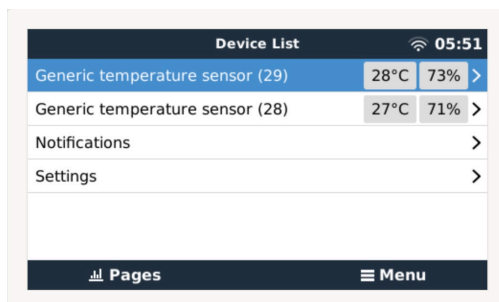 Device List 05:51
Generic temperature sensor (29) 28°C 73%
Generic temperature sensor (28) 27°C 71%
Notifications
Settings
Pages Menu